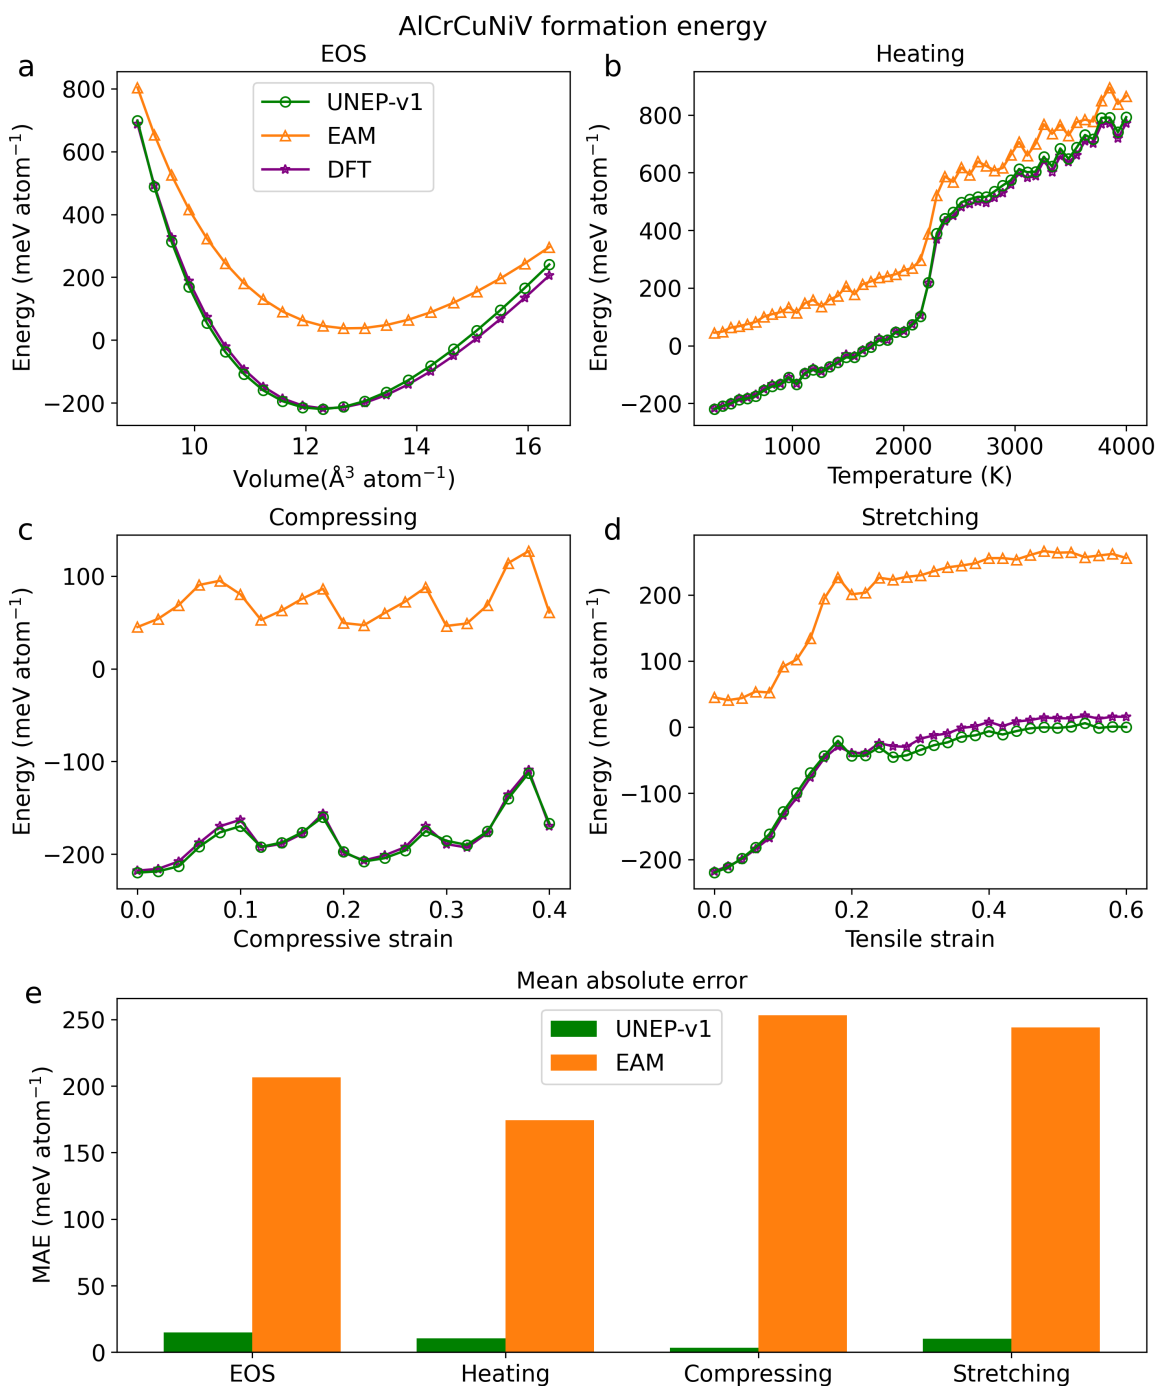 AlCrCuNiV formation energy
a
EOS
800
600
400
200
0
−200
Energy (meV atom⁻¹)
UNEP-v1
EAM
DFT
10 12 14 16
Volume(Å³ atom⁻¹)
b
Heating
800
600
400
200
0
−200
Energy (meV atom⁻¹)
1000 2000 3000 4000
Temperature (K)
c
Compressing
100
0
−100
−200
Energy (meV atom⁻¹)
0.0 0.1 0.2 0.3 0.4
Compressive strain
d
Stretching
200
100
0
−100
−200
Energy (meV atom⁻¹)
0.0 0.2 0.4 0.6
Tensile strain
e
Mean absolute error
250
200
150
100
50
0
MAE (meV atom⁻¹)
UNEP-v1
EAM
EOS Heating Compressing Stretching